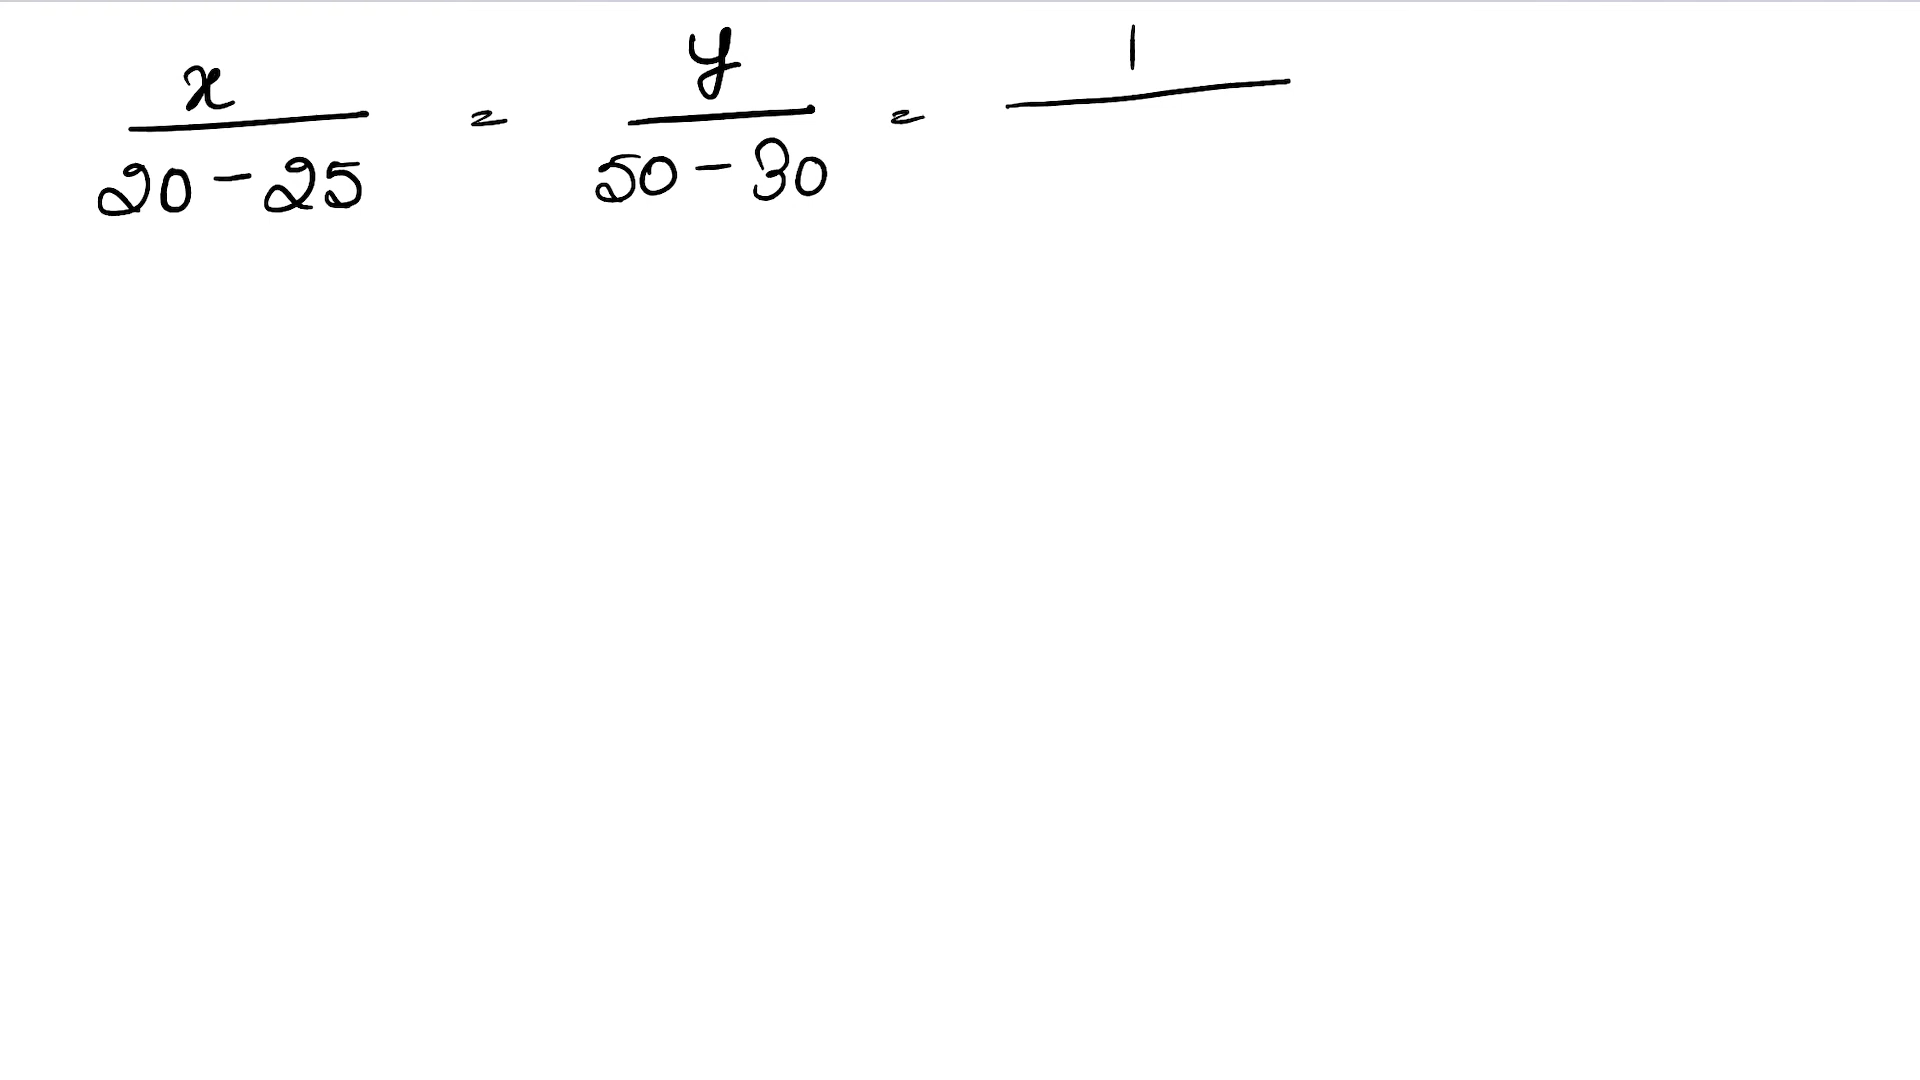 x/(20-25) = y/(50-30) = 1/